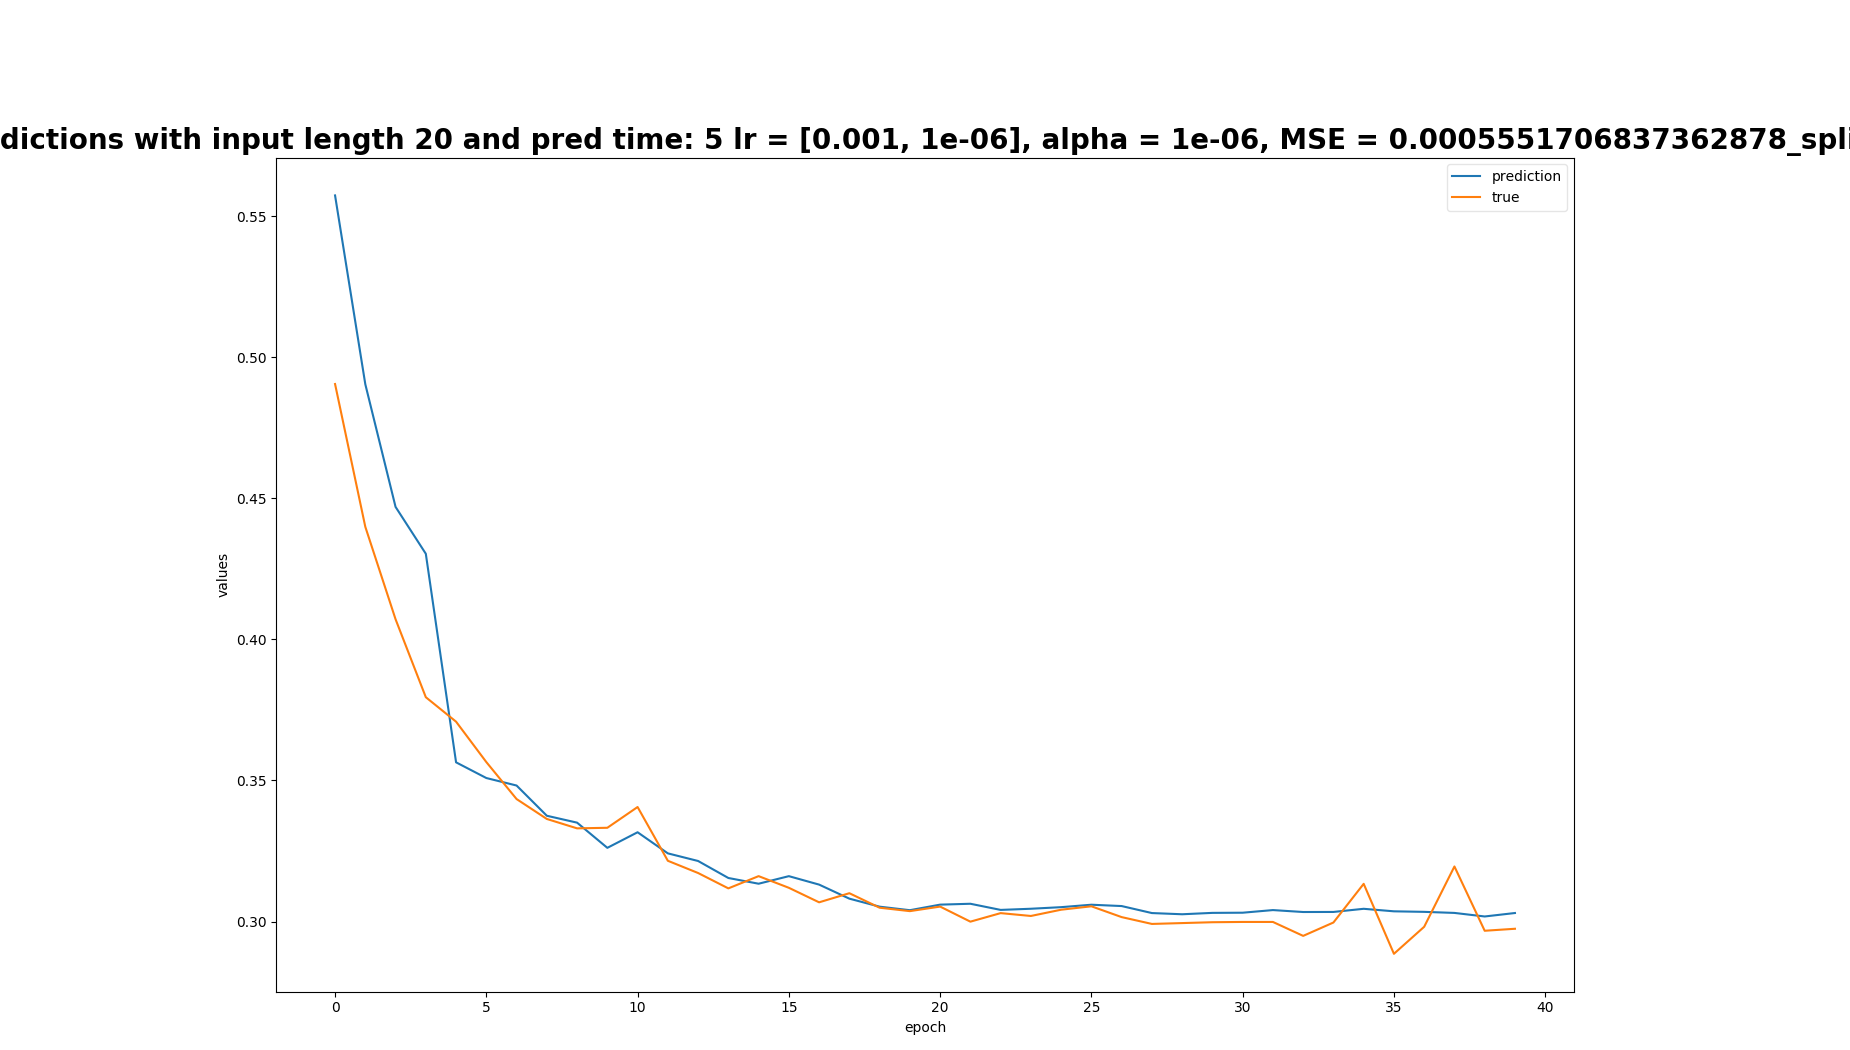 dictions with input length 20 and pred time: 5 lr = [0.001, 1e-06], alpha = 1e-06, MSE = 0.0005551706837362878_spli
prediction
true
0.55
0.50
0.45
0.40
0.35
0.30
values
0 5 10 15 20 25 30 35 40
epoch